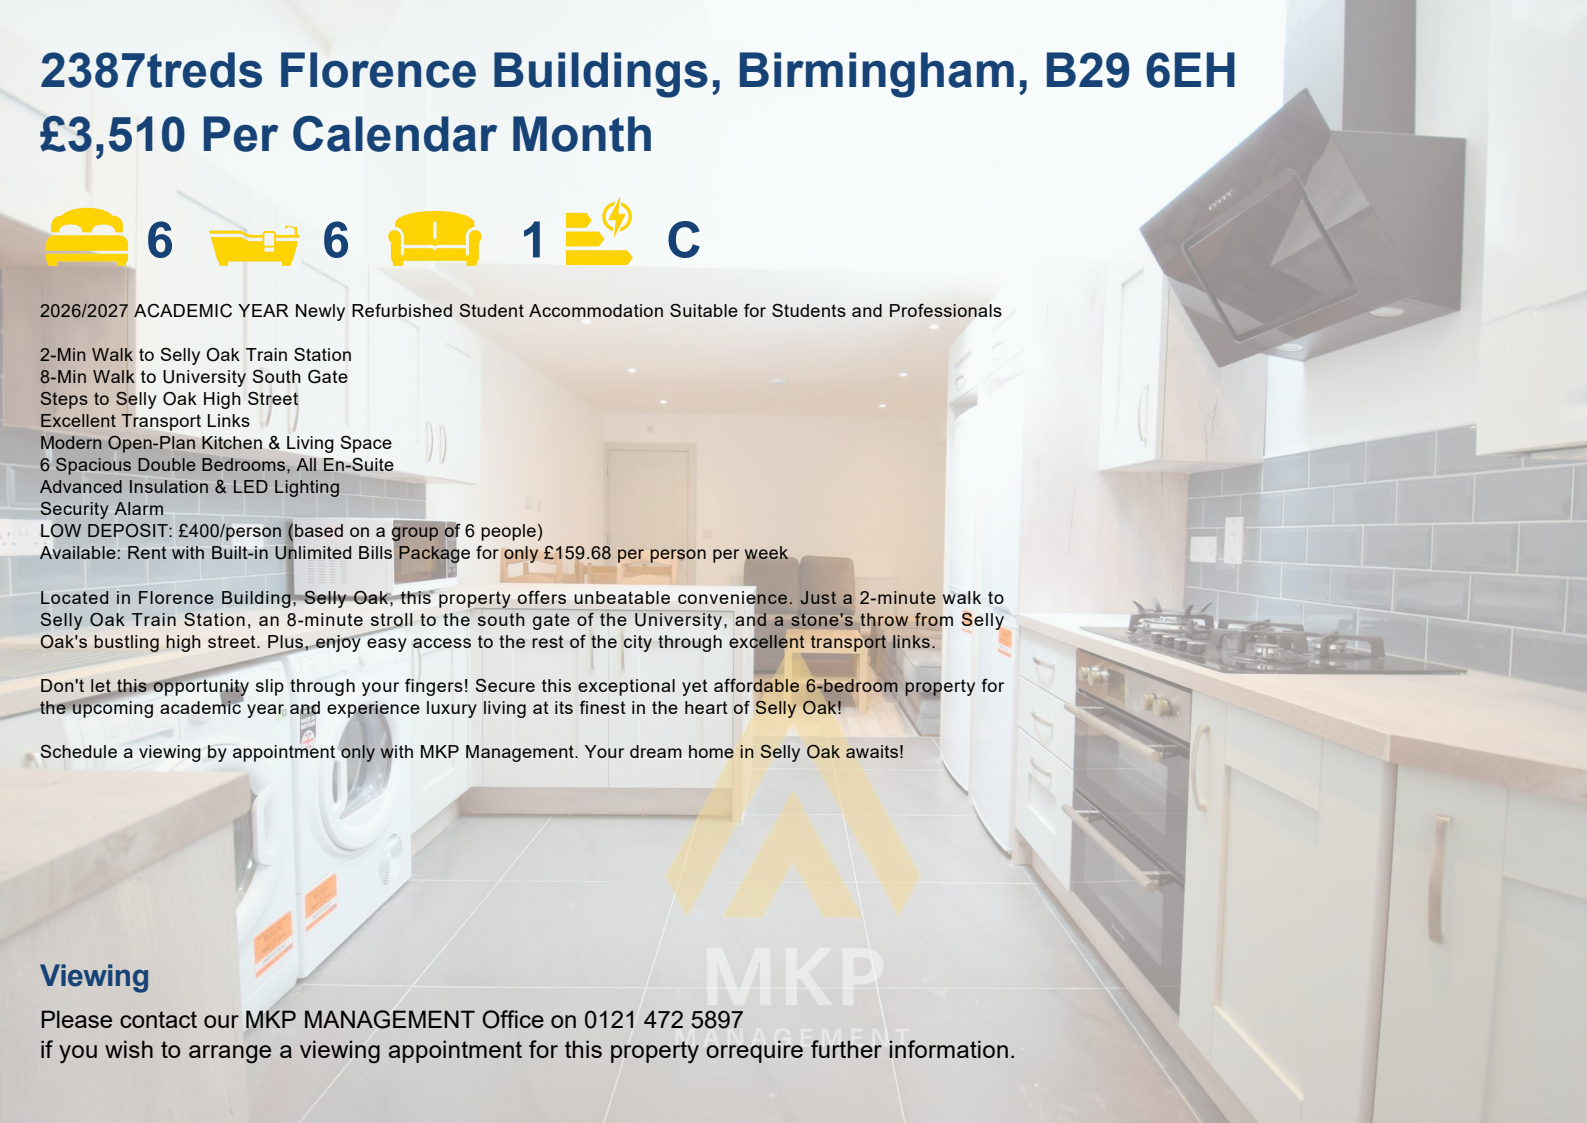 2387treds Florence Buildings, Birmingham, B29 6EH
£3,510 Per Calendar Month
6 6 1 C
2026/2027 ACADEMIC YEAR Newly Refurbished Student Accommodation Suitable for Students and Professionals
2-Min Walk to Selly Oak Train Station
8-Min Walk to University South Gate
Steps to Selly Oak High Street
Excellent Transport Links
Modern Open-Plan Kitchen & Living Space
6 Spacious Double Bedrooms, All En-Suite
Advanced Insulation & LED Lighting
Security Alarm
LOW DEPOSIT: £400/person (based on a group of 6 people)
Available: Rent with Built-in Unlimited Bills Package for only £159.68 per person per week
Located in Florence Building, Selly Oak, this property offers unbeatable convenience. Just a 2-minute walk to
Selly Oak Train Station, an 8-minute stroll to the south gate of the University, and a stone's throw from Selly
Oak's bustling high street. Plus, enjoy easy access to the rest of the city through excellent transport links.
Don't let this opportunity slip through your fingers! Secure this exceptional yet affordable 6-bedroom property for
the upcoming academic year and experience luxury living at its finest in the heart of Selly Oak!
Schedule a viewing by appointment only with MKP Management. Your dream home in Selly Oak awaits!
MKP
MANAGEMENT
Viewing
Please contact our MKP MANAGEMENT Office on 0121 472 5897
if you wish to arrange a viewing appointment for this property orrequire further information.